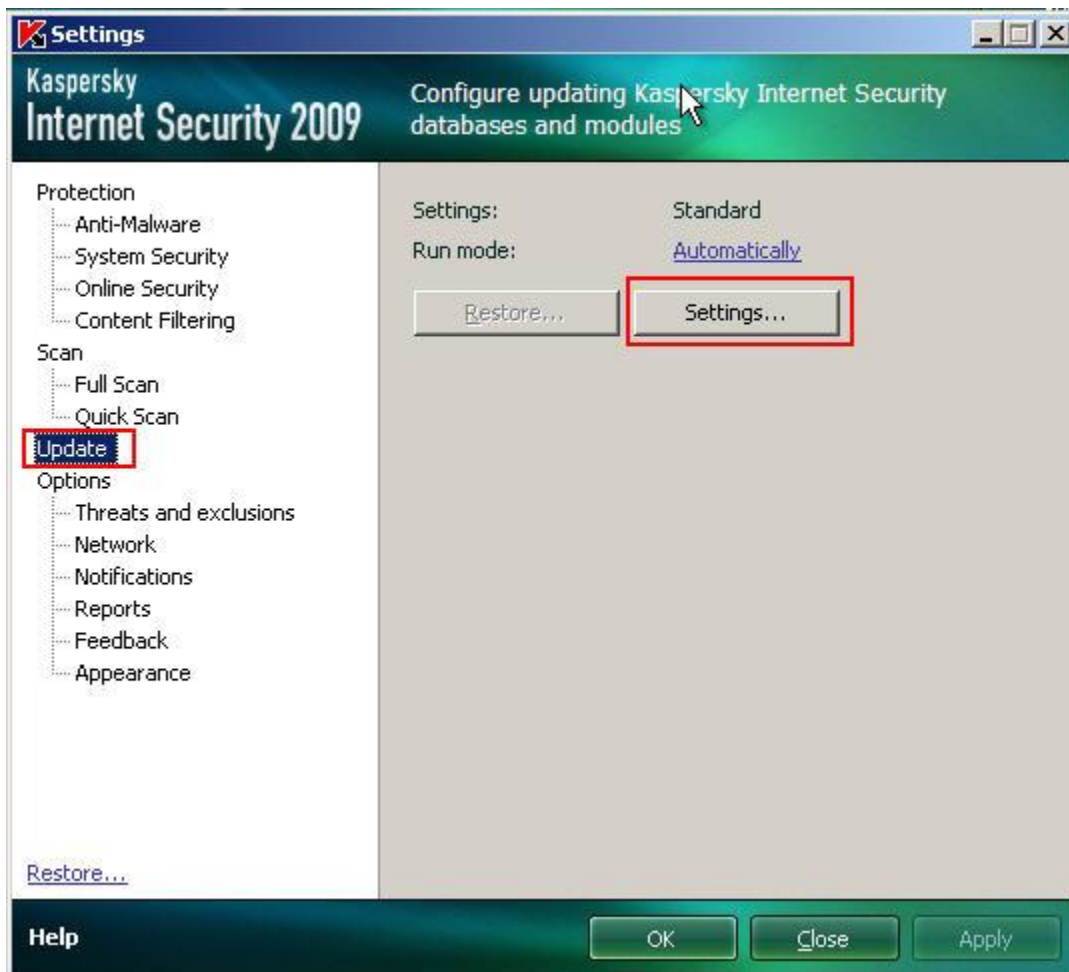 Settings
Kaspersky
Internet Security 2009
Configure updating Kaspersky Internet Security
databases and modules
Protection
Anti-Malware
System Security
Online Security
Content Filtering
Scan
Full Scan
Quick Scan
Update
Options
Threats and exclusions
Network
Notifications
Reports
Feedback
Appearance
Restore...
Settings: Standard
Run mode: Automatically
Restore... Settings...
Help OK Close Apply